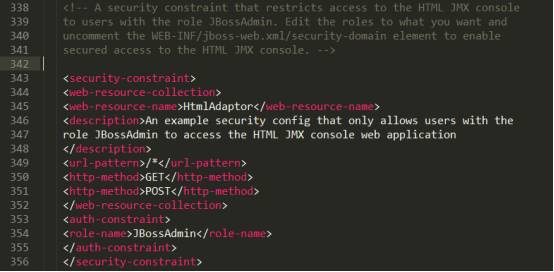 338 <!-- A security constraint that restricts access to the HTML JMX console
339 to users with the role JBossAdmin. Edit the roles to what you want and
340 uncomment the WEB-INF/jboss-web.xml/security-domain element to enable
341 secured access to the HTML JMX console. -->
342
343 <security-constraint>
344 <web-resource-collection>
345 <web-resource-name>HtmlAdaptor</web-resource-name>
346 <description>An example security config that only allows users with the
347 role JBossAdmin to access the HTML JMX console web application
348 </description>
349 <url-pattern>/*</url-pattern>
350 <http-method>GET</http-method>
351 <http-method>POST</http-method>
352 </web-resource-collection>
353 <auth-constraint>
354 <role-name>JBossAdmin</role-name>
355 </auth-constraint>
356 </security-constraint>